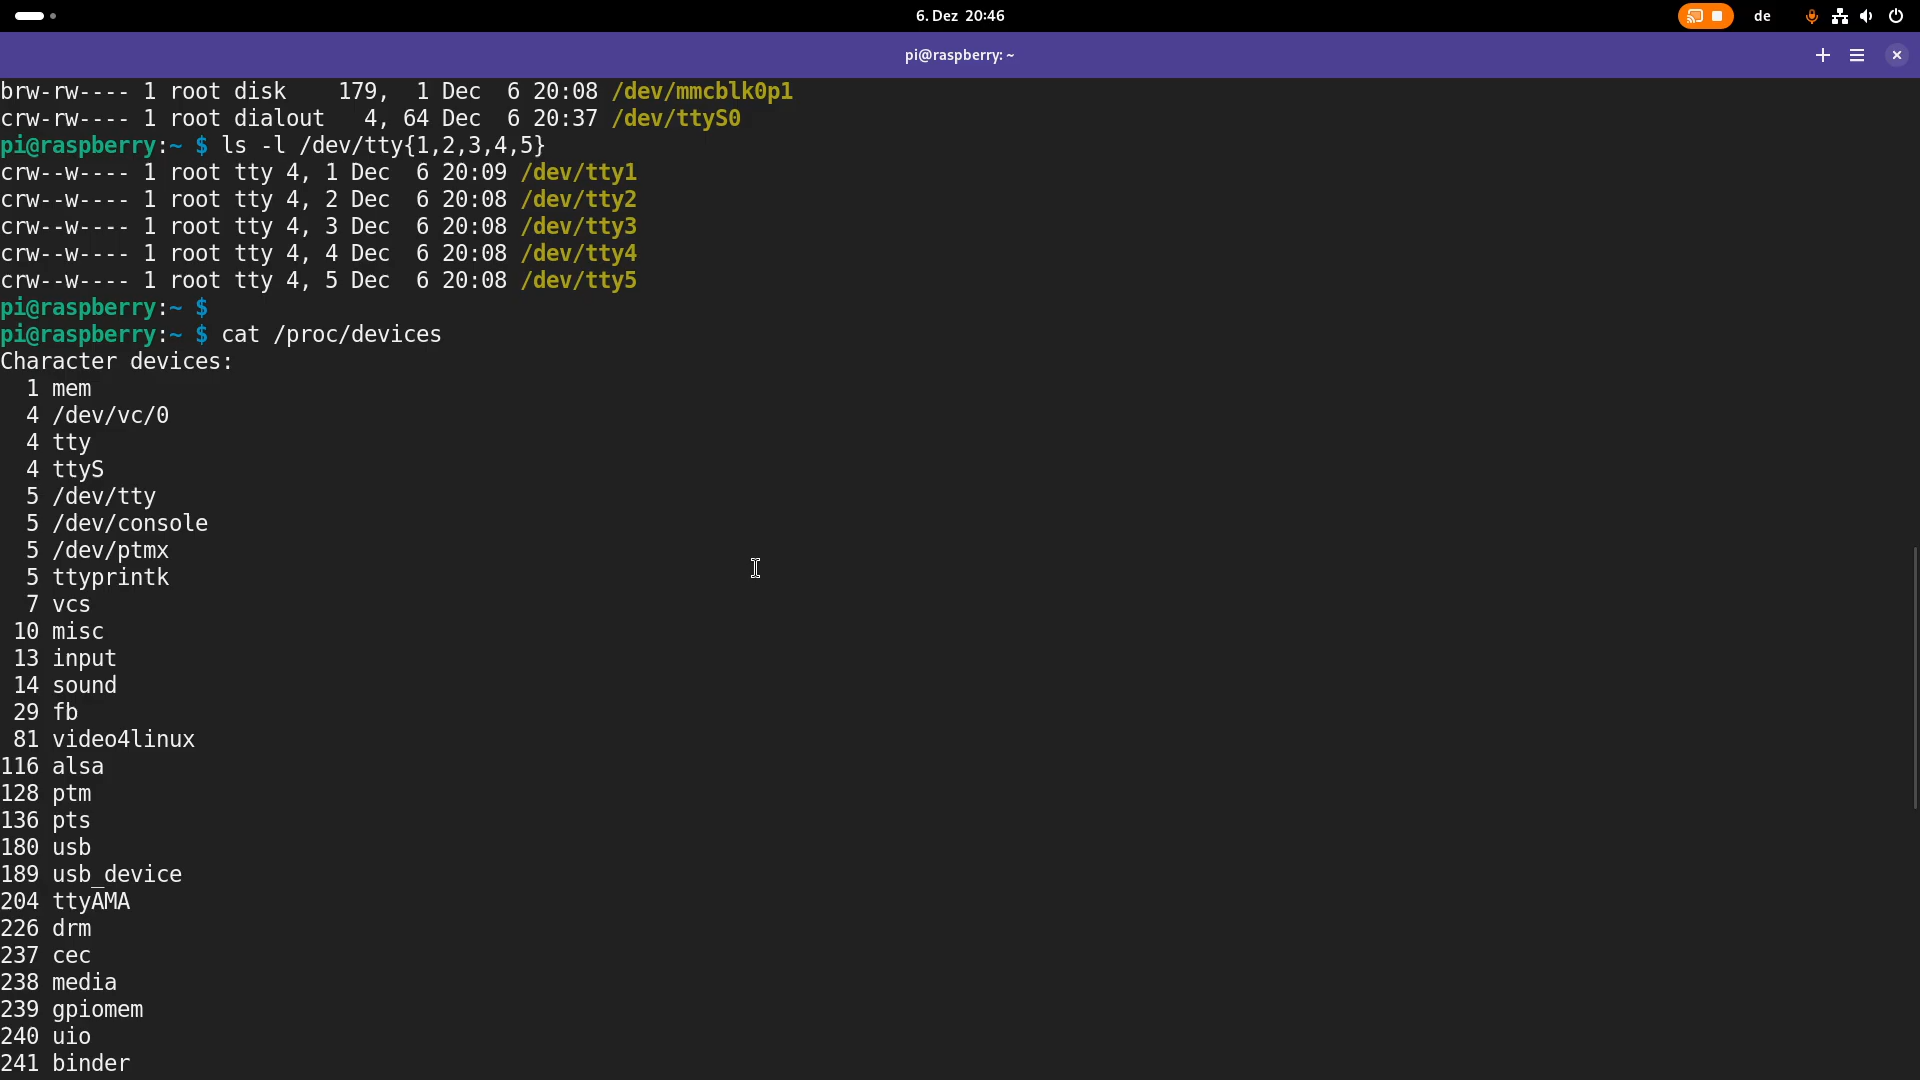 6. Dez 20:46
de
pi@raspberry: ~
brw-rw---- 1 root disk    179,  1 Dec  6 20:08 /dev/mmcblk0p1
crw-rw---- 1 root dialout   4, 64 Dec  6 20:37 /dev/ttyS0
pi@raspberry:~ $ ls -l /dev/tty{1,2,3,4,5}
crw--w---- 1 root tty 4, 1 Dec  6 20:09 /dev/tty1
crw--w---- 1 root tty 4, 2 Dec  6 20:08 /dev/tty2
crw--w---- 1 root tty 4, 3 Dec  6 20:08 /dev/tty3
crw--w---- 1 root tty 4, 4 Dec  6 20:08 /dev/tty4
crw--w---- 1 root tty 4, 5 Dec  6 20:08 /dev/tty5
pi@raspberry:~ $
pi@raspberry:~ $ cat /proc/devices
Character devices:
  1 mem
  4 /dev/vc/0
  4 tty
  4 ttyS
  5 /dev/tty
  5 /dev/console
  5 /dev/ptmx
  5 ttyprintk
  7 vcs
 10 misc
 13 input
 14 sound
 29 fb
 81 video4linux
116 alsa
128 ptm
136 pts
180 usb
189 usb_device
204 ttyAMA
226 drm
237 cec
238 media
239 gpiomem
240 uio
241 binder